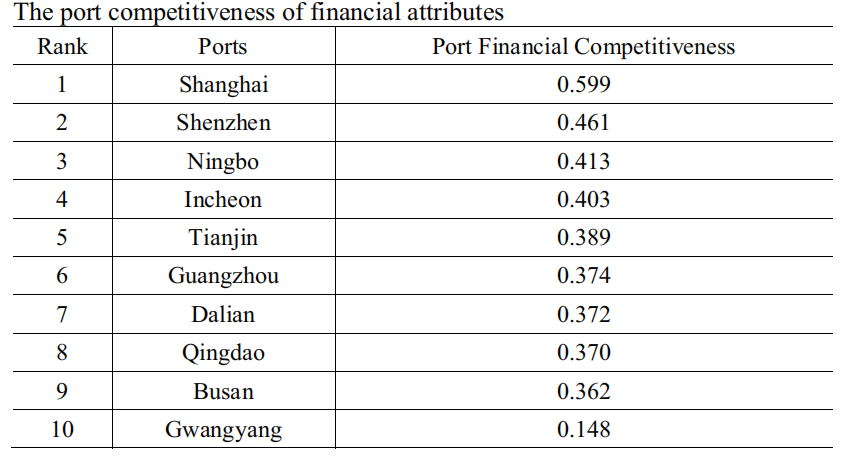 The port competitiveness of financial attributes
Rank Ports Port Financial Competitiveness
1 Shanghai 0.599
2 Shenzhen 0.461
3 Ningbo 0.413
4 Incheon 0.403
5 Tianjin 0.389
6 Guangzhou 0.374
7 Dalian 0.372
8 Qingdao 0.370
9 Busan 0.362
10 Gwangyang 0.148